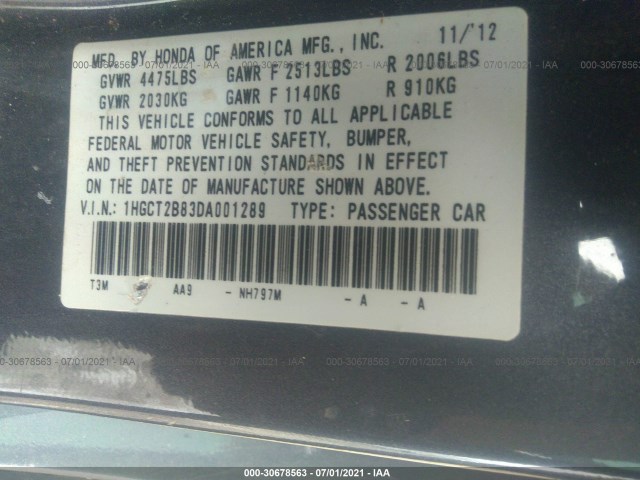 MFD. BY HONDA OF AMERICA MFG., INC. 11/'12
GVWR 4475LBS GAWR F 2513LBS R 2006LBS
GVWR 2030KG GAWR F 1140KG R 910KG
THIS VEHICLE CONFORMS TO ALL APPLICABLE
FEDERAL MOTOR VEHICLE SAFETY, BUMPER,
AND THEFT PREVENTION STANDARDS IN EFFECT
ON THE DATE OF MANUFACTURE SHOWN ABOVE.
V.I.N.: 1HGCT2B83DA001289 TYPE: PASSENGER CAR
T3M AA9 - NH797M - A - A
000-30678563 - 07/01/2021 - IAA